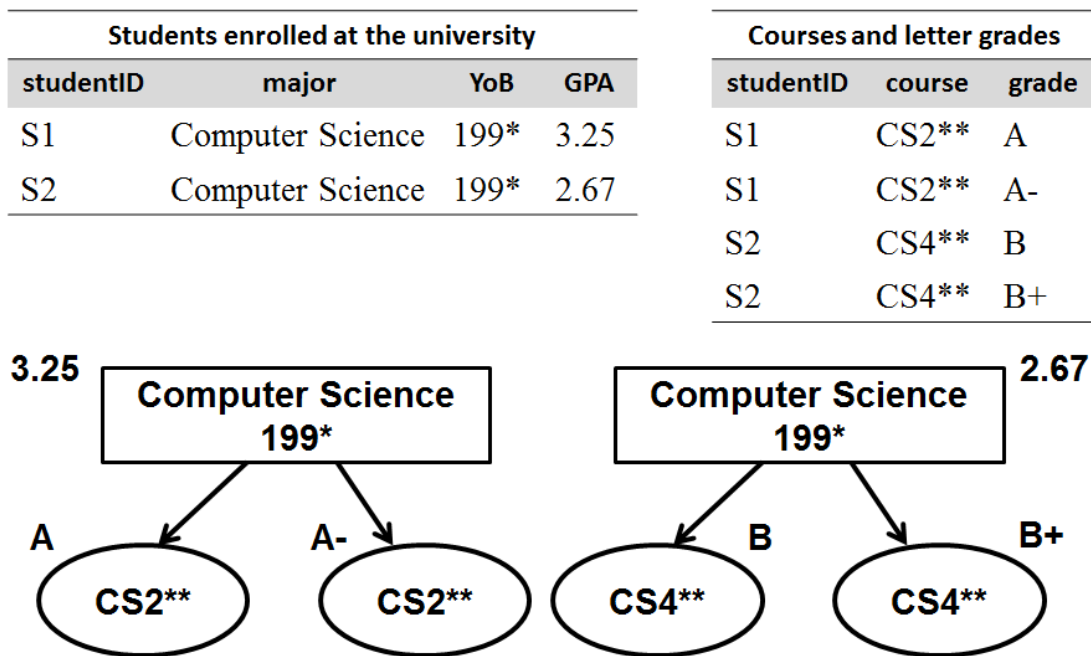 Students enrolled at the university
studentID major YoB GPA
S1 Computer Science 199* 3.25
S2 Computer Science 199* 2.67
Courses and letter grades
studentID course grade
S1 CS2** A
S1 CS2** A-
S2 CS4** B
S2 CS4** B+
3.25
Computer Science
199*
A
CS2**
A-
CS2**
2.67
Computer Science
199*
B
CS4**
B+
CS4**